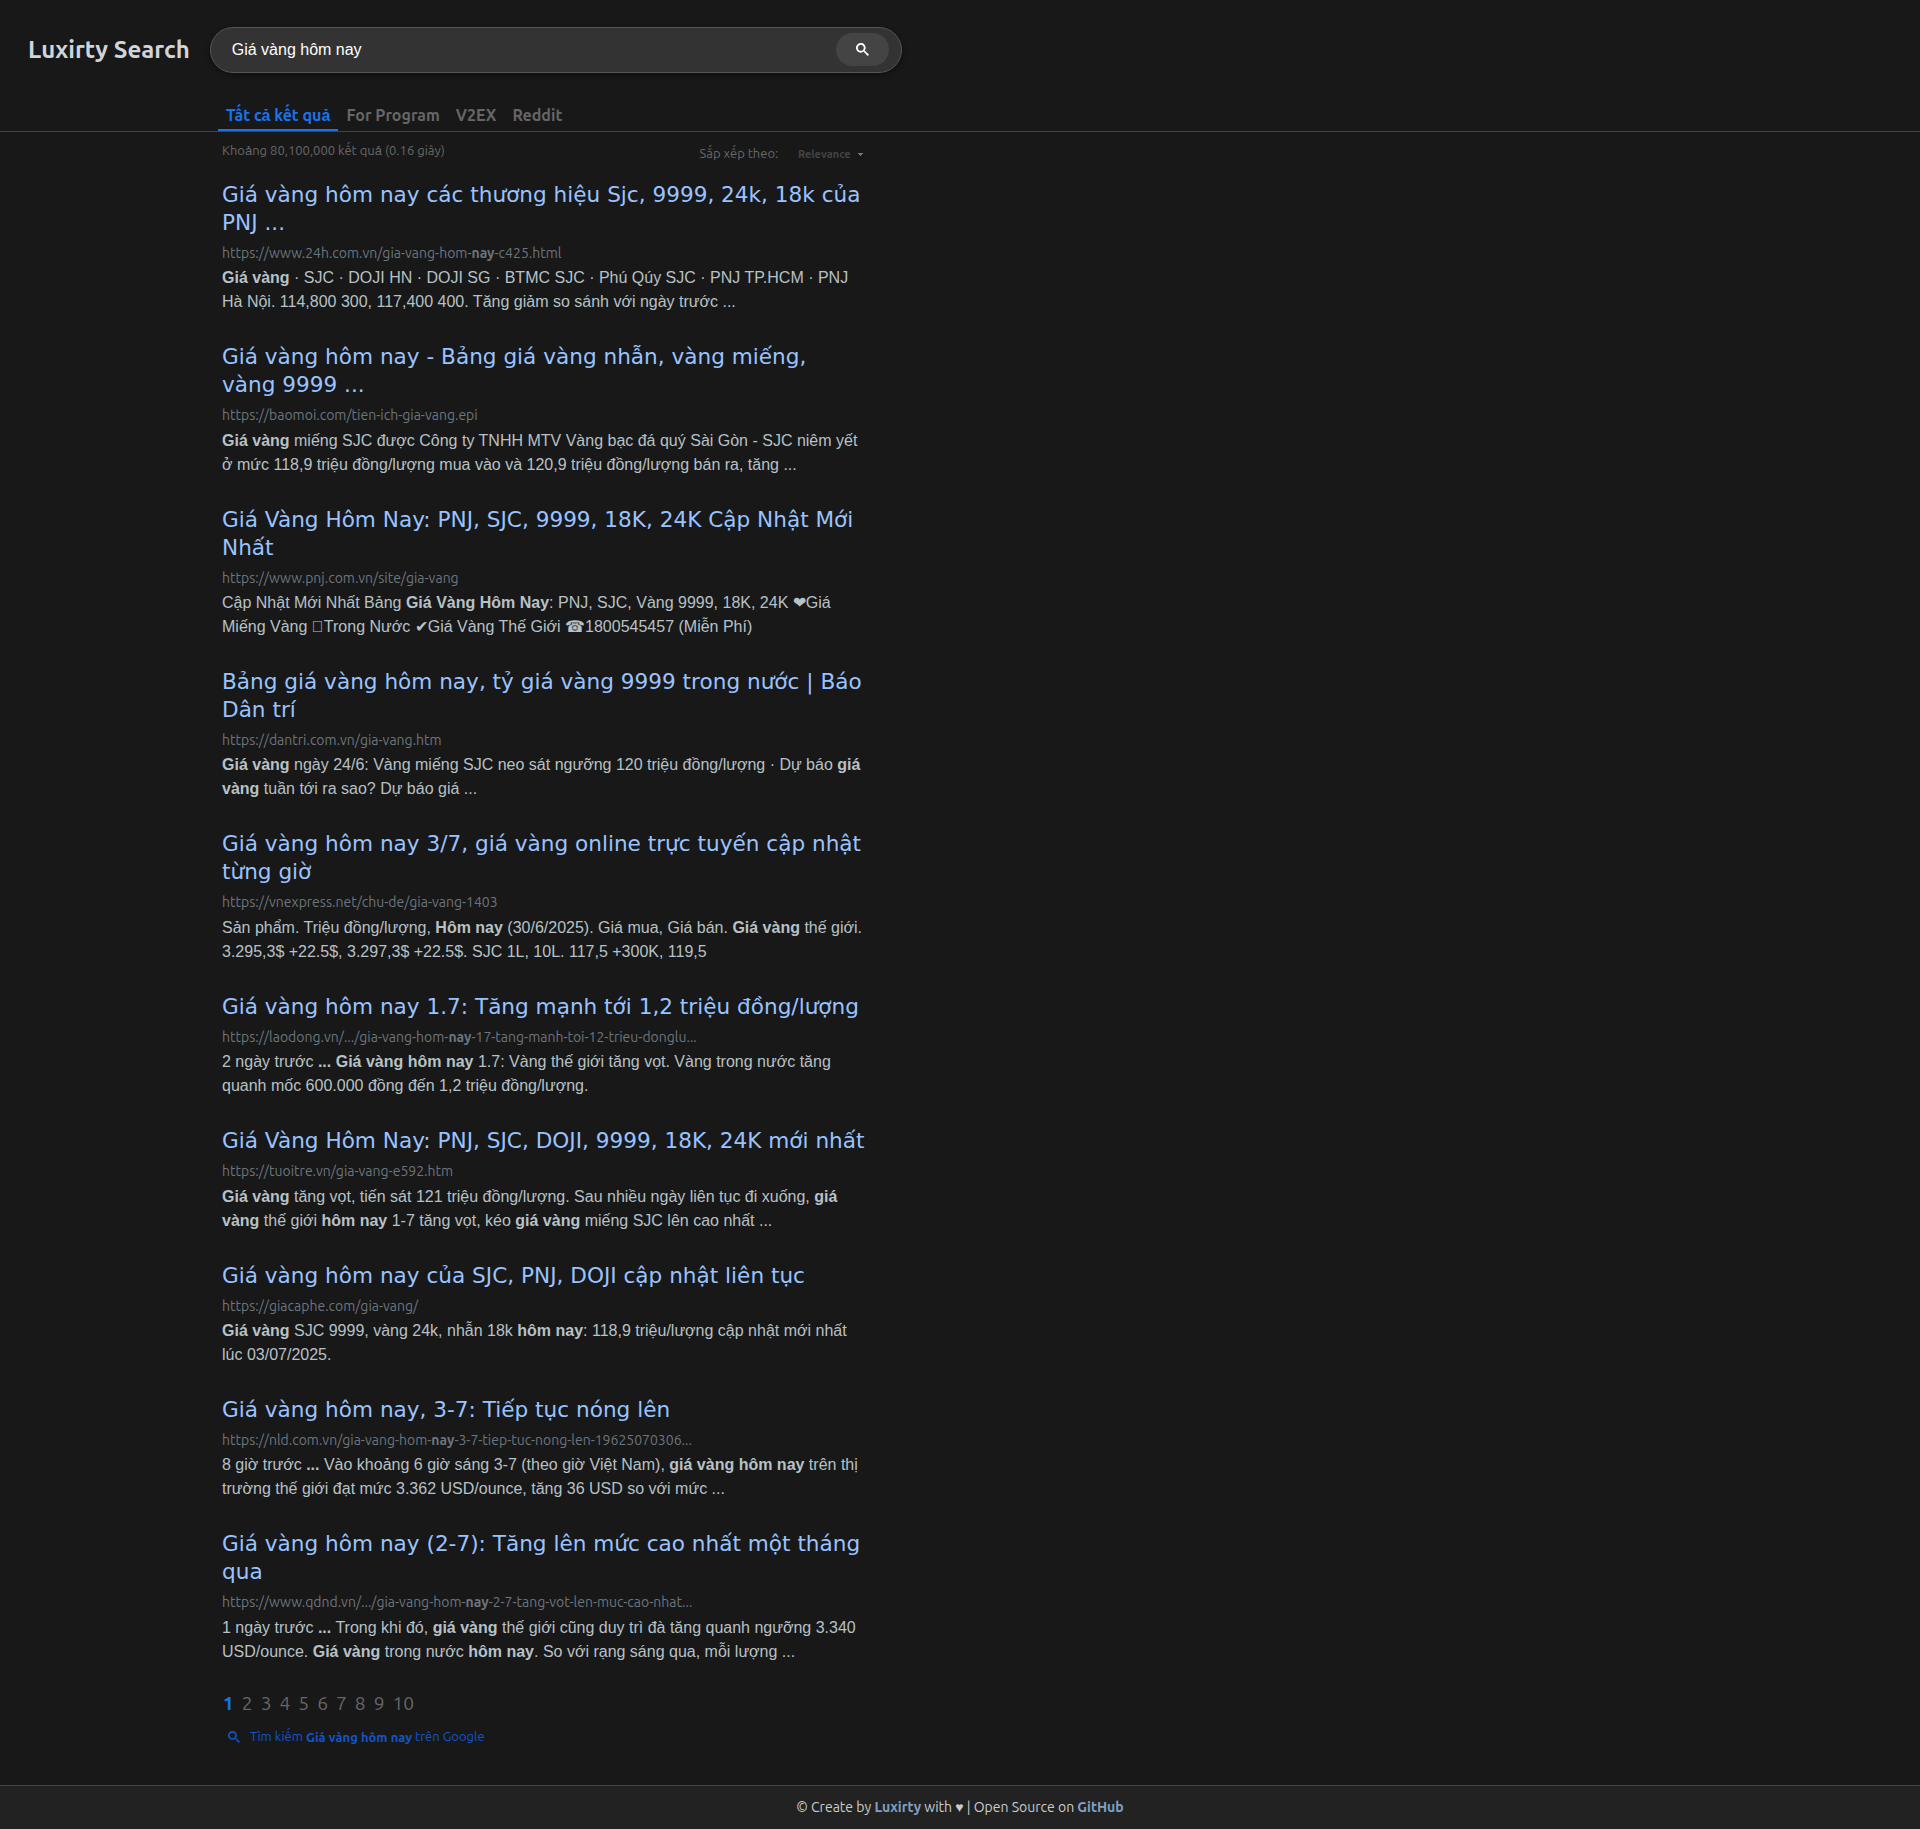 Luxirty Search
Giá vàng hôm nay
Tất cả kết quả For Program V2EX Reddit
Khoảng 80,100,000 kết quả (0.16 giây)
Sắp xếp theo: Relevance
Giá vàng hôm nay các thương hiệu Sjc, 9999, 24k, 18k của
PNJ ...
https://www.24h.com.vn/gia-vang-hom-nay-c425.html
Giá vàng · SJC · DOJI HN · DOJI SG · BTMC SJC · Phú Qúy SJC · PNJ TP.HCM · PNJ
Hà Nội. 114,800 300, 117,400 400. Tăng giảm so sánh với ngày trước ...
Giá vàng hôm nay - Bảng giá vàng nhẫn, vàng miếng,
vàng 9999 ...
https://baomoi.com/tien-ich-gia-vang.epi
Giá vàng miếng SJC được Công ty TNHH MTV Vàng bạc đá quý Sài Gòn - SJC niêm yết
ở mức 118,9 triệu đồng/lượng mua vào và 120,9 triệu đồng/lượng bán ra, tăng ...
Giá Vàng Hôm Nay: PNJ, SJC, 9999, 18K, 24K Cập Nhật Mới
Nhất
https://www.pnj.com.vn/site/gia-vang
Cập Nhật Mới Nhất Bảng Giá Vàng Hôm Nay: PNJ, SJC, Vàng 9999, 18K, 24K ❤Giá
Miếng Vàng Trong Nước ✔Giá Vàng Thế Giới ☎1800545457 (Miễn Phí)
Bảng giá vàng hôm nay, tỷ giá vàng 9999 trong nước | Báo
Dân trí
https://dantri.com.vn/gia-vang.htm
Giá vàng ngày 24/6: Vàng miếng SJC neo sát ngưỡng 120 triệu đồng/lượng · Dự báo giá
vàng tuần tới ra sao? Dự báo giá ...
Giá vàng hôm nay 3/7, giá vàng online trực tuyến cập nhật
từng giờ
https://vnexpress.net/chu-de/gia-vang-1403
Sản phẩm. Triệu đồng/lượng, Hôm nay (30/6/2025). Giá mua, Giá bán. Giá vàng thế giới.
3.295,3$ +22.5$, 3.297,3$ +22.5$. SJC 1L, 10L. 117,5 +300K, 119,5
Giá vàng hôm nay 1.7: Tăng mạnh tới 1,2 triệu đồng/lượng
https://laodong.vn/.../gia-vang-hom-nay-17-tang-manh-toi-12-trieu-donglu...
2 ngày trước ... Giá vàng hôm nay 1.7: Vàng thế giới tăng vọt. Vàng trong nước tăng
quanh mốc 600.000 đồng đến 1,2 triệu đồng/lượng.
Giá Vàng Hôm Nay: PNJ, SJC, DOJI, 9999, 18K, 24K mới nhất
https://tuoitre.vn/gia-vang-e592.htm
Giá vàng tăng vọt, tiến sát 121 triệu đồng/lượng. Sau nhiều ngày liên tục đi xuống, giá
vàng thế giới hôm nay 1-7 tăng vọt, kéo giá vàng miếng SJC lên cao nhất ...
Giá vàng hôm nay của SJC, PNJ, DOJI cập nhật liên tục
https://giacaphe.com/gia-vang/
Giá vàng SJC 9999, vàng 24k, nhẫn 18k hôm nay: 118,9 triệu/lượng cập nhật mới nhất
lúc 03/07/2025.
Giá vàng hôm nay, 3-7: Tiếp tục nóng lên
https://nld.com.vn/gia-vang-hom-nay-3-7-tiep-tuc-nong-len-19625070306...
8 giờ trước ... Vào khoảng 6 giờ sáng 3-7 (theo giờ Việt Nam), giá vàng hôm nay trên thị
trường thế giới đạt mức 3.362 USD/ounce, tăng 36 USD so với mức ...
Giá vàng hôm nay (2-7): Tăng lên mức cao nhất một tháng
qua
https://www.qdnd.vn/.../gia-vang-hom-nay-2-7-tang-vot-len-muc-cao-nhat...
1 ngày trước ... Trong khi đó, giá vàng thế giới cũng duy trì đà tăng quanh ngưỡng 3.340
USD/ounce. Giá vàng trong nước hôm nay. So với rạng sáng qua, mỗi lượng ...
1 2 3 4 5 6 7 8 9 10
Tìm kiếm Giá vàng hôm nay trên Google
© Create by Luxirty with ♥ | Open Source on GitHub